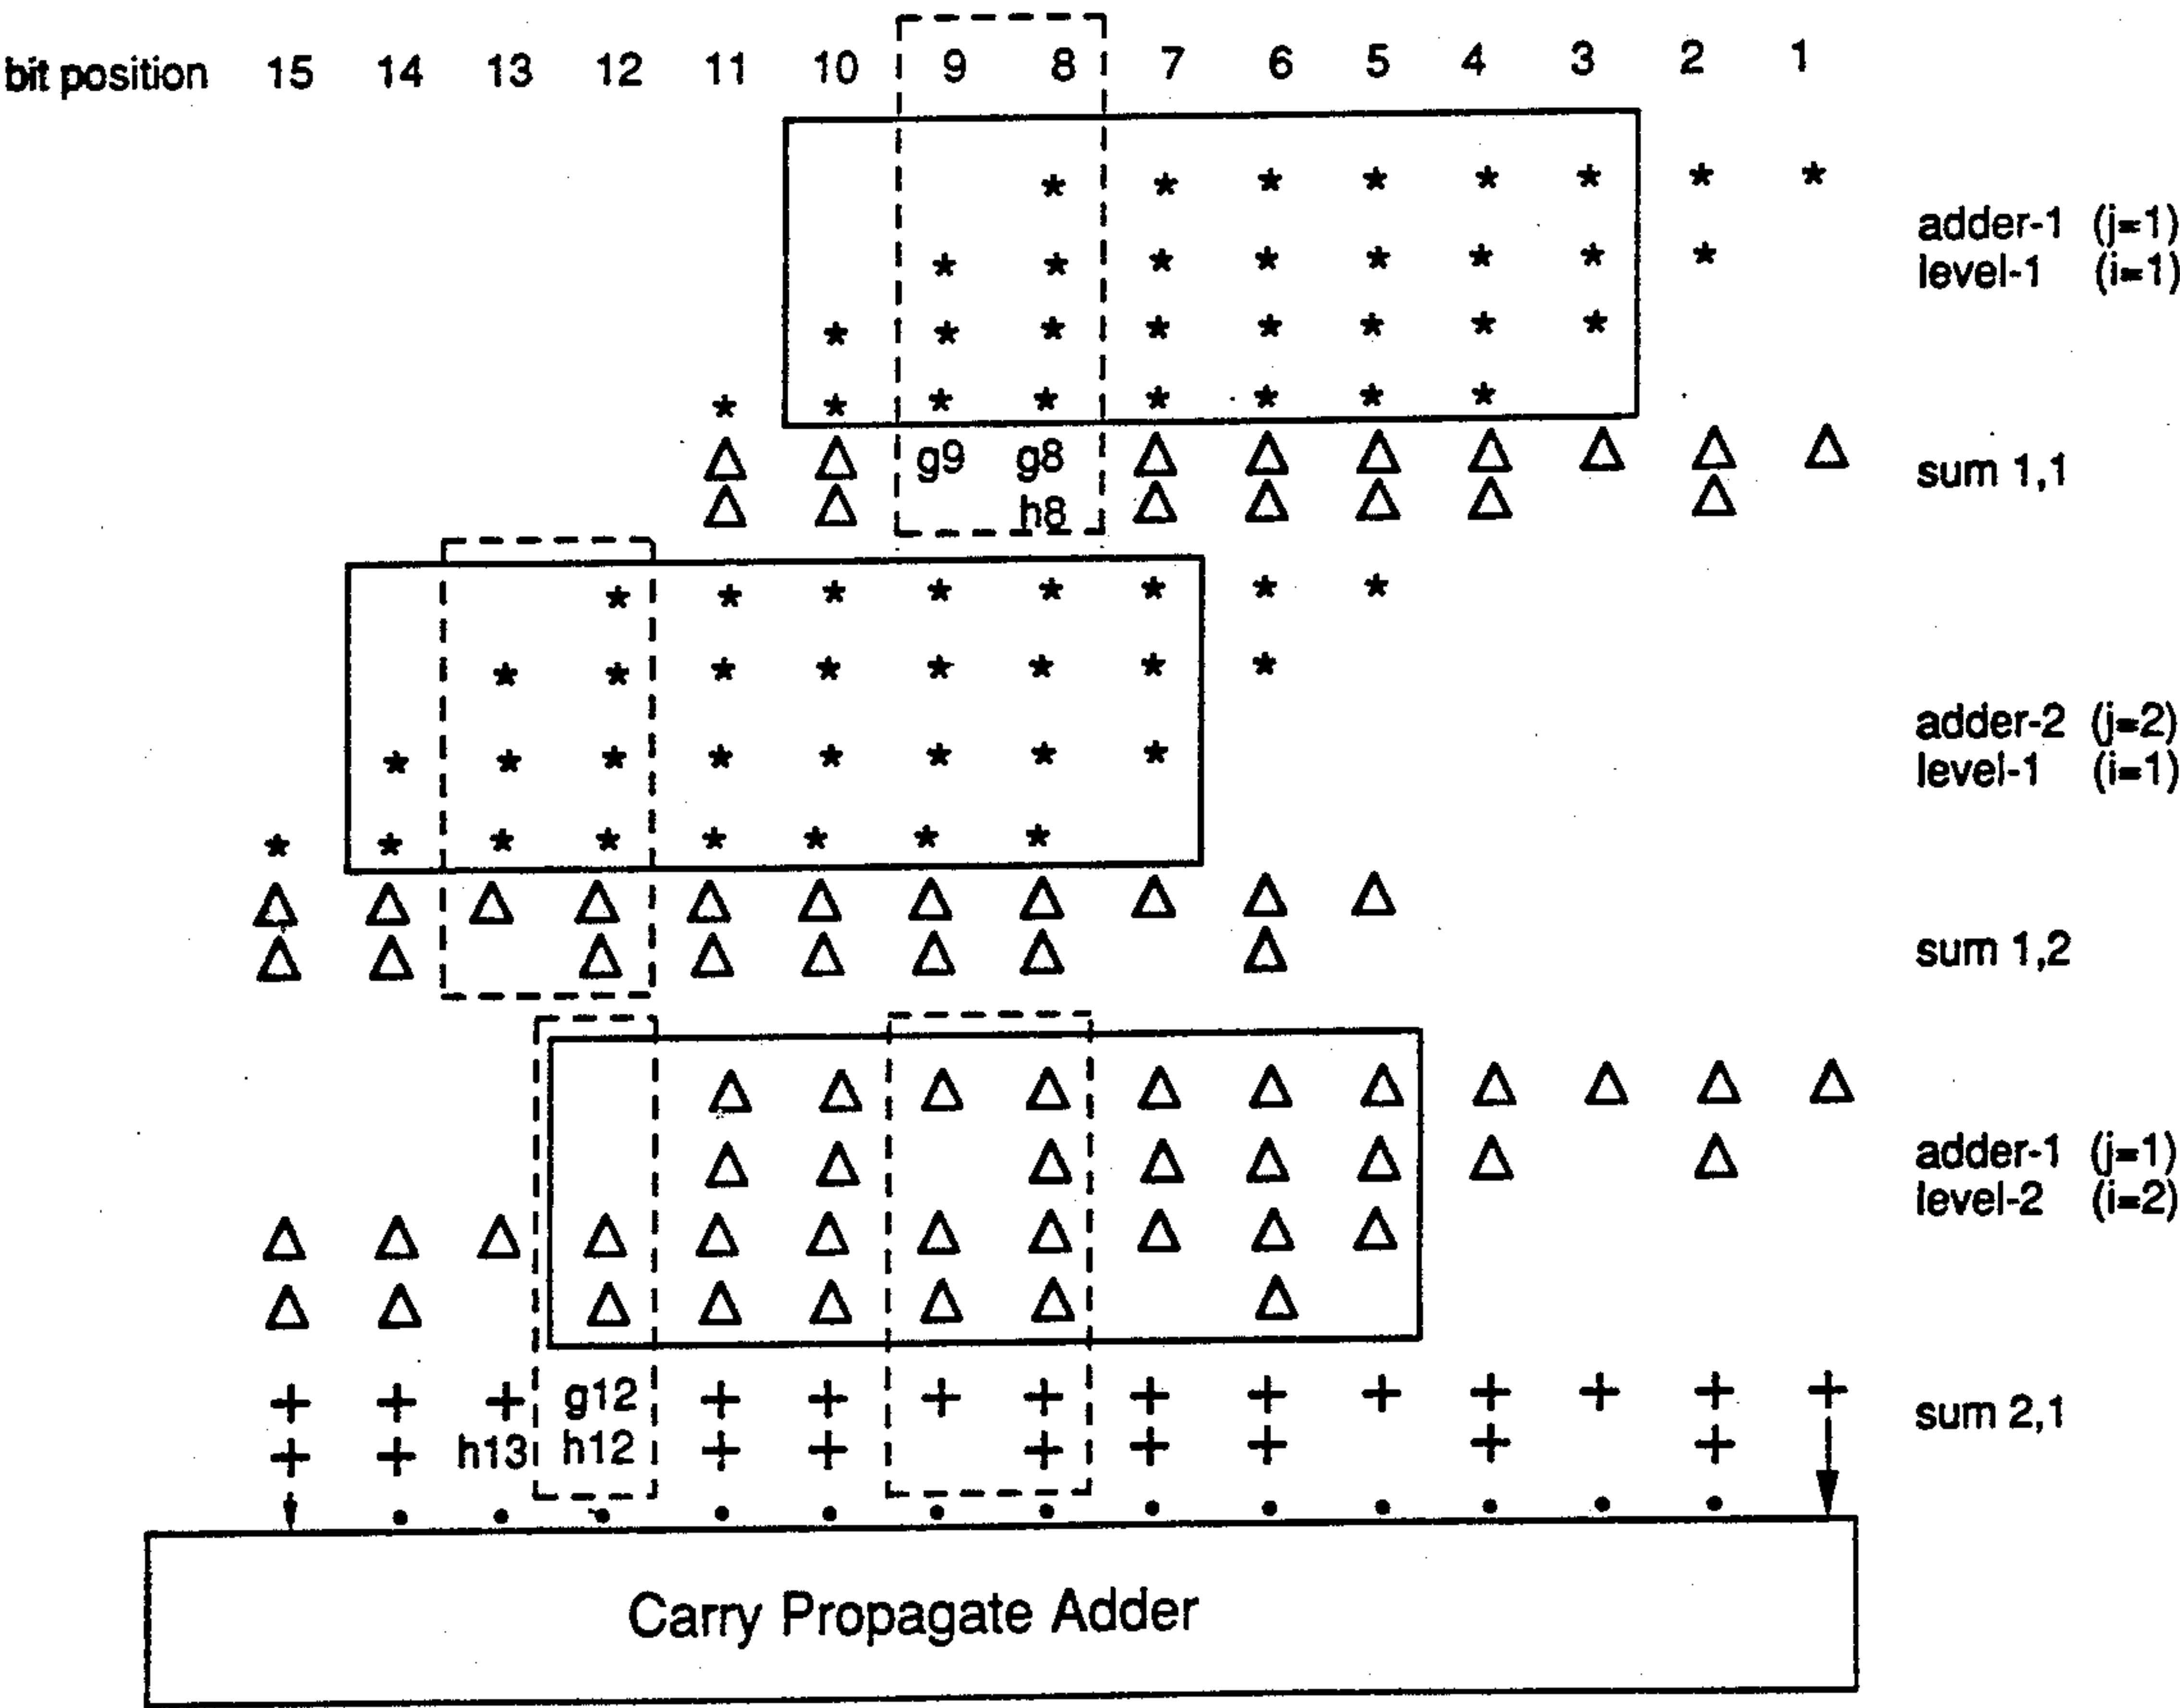 bit position 15 14 13 12 11 10 9 8 7 6 5 4 3 2 1
adder-1 (j=1)
level-1 (i=1)
g9 g8
h8
sum 1,1
adder-2 (j=2)
level-1 (i=1)
sum 1,2
adder-1 (j=1)
level-2 (i=2)
g12
h13 h12
sum 2,1
Carry Propagate Adder